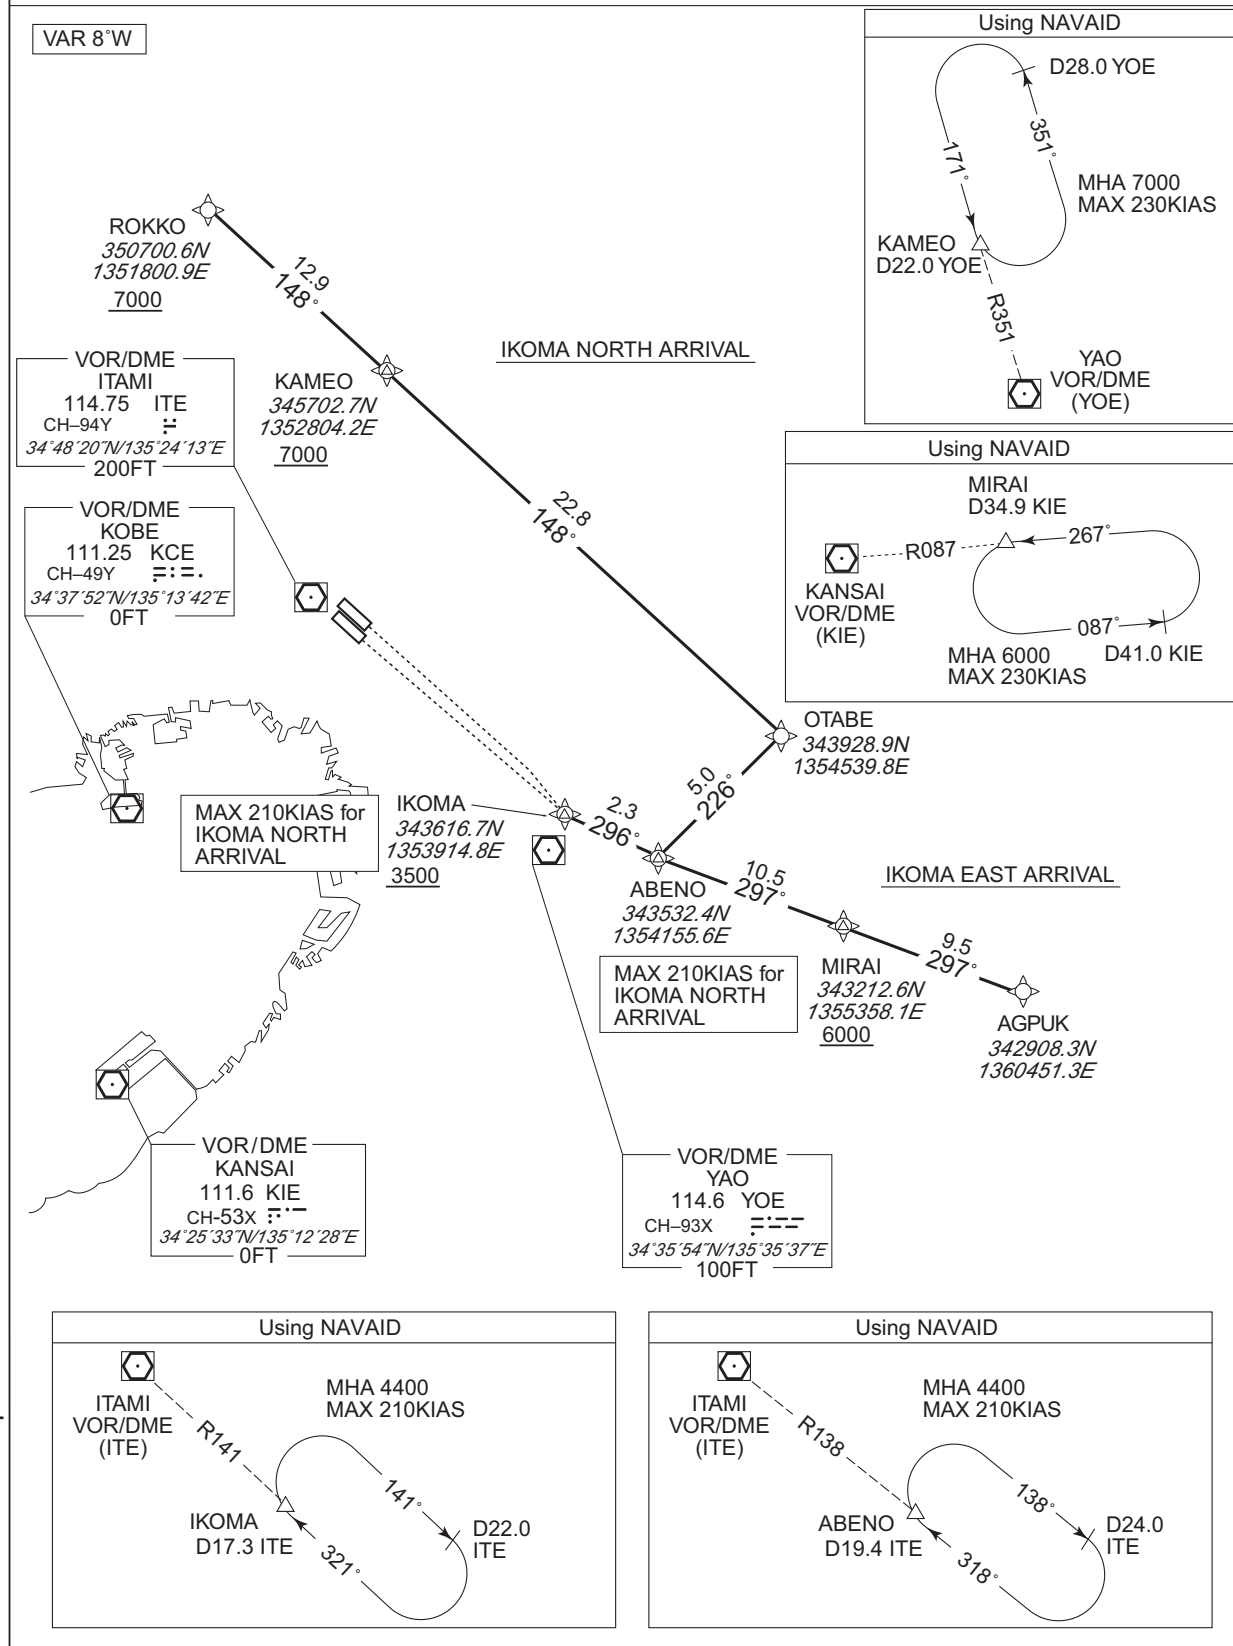 VAR 8°W
Using NAVAID
D28.0 YOE
351°
171°
MHA 7000
MAX 230KIAS
KAMEO
D22.0 YOE
R351
YAO
VOR/DME
(YOE)
ROKKO
350700.6N
1351800.9E
7000
12.9
148°
IKOMA NORTH ARRIVAL
VOR/DME
ITAMI
114.75 ITE
CH–94Y
34°48´20˝N/135°24´13˝E
200FT
KAMEO
345702.7N
1352804.2E
7000
22.8
148°
Using NAVAID
MIRAI
D34.9 KIE
R087
267°
KANSAI
VOR/DME
(KIE)
087°
D41.0 KIE
MHA 6000
MAX 230KIAS
VOR/DME
KOBE
111.25 KCE
CH–49Y
34°37´52˝N/135°13´42˝E
0FT
OTABE
343928.9N
1354539.8E
5.0
226°
MAX 210KIAS for
IKOMA NORTH
ARRIVAL
IKOMA
343616.7N
1353914.8E
3500
2.3
296°
ABENO
343532.4N
1354155.6E
10.5
297°
IKOMA EAST ARRIVAL
MAX 210KIAS for
IKOMA NORTH
ARRIVAL
MIRAI
343212.6N
1355358.1E
6000
9.5
297°
AGPUK
342908.3N
1360451.3E
VOR/DME
KANSAI
111.6 KIE
CH-53X
34°25´33˝N/135°12´28˝E
0FT
VOR/DME
YAO
114.6 YOE
CH–93X
34°35´54˝N/135°35´37˝E
100FT
Using NAVAID
ITAMI
VOR/DME
(ITE)
MHA 4400
MAX 210KIAS
R141
141°
IKOMA
D17.3 ITE
321°
D22.0
ITE
Using NAVAID
ITAMI
VOR/DME
(ITE)
MHA 4400
MAX 210KIAS
R138
138°
ABENO
D19.4 ITE
318°
D24.0
ITE